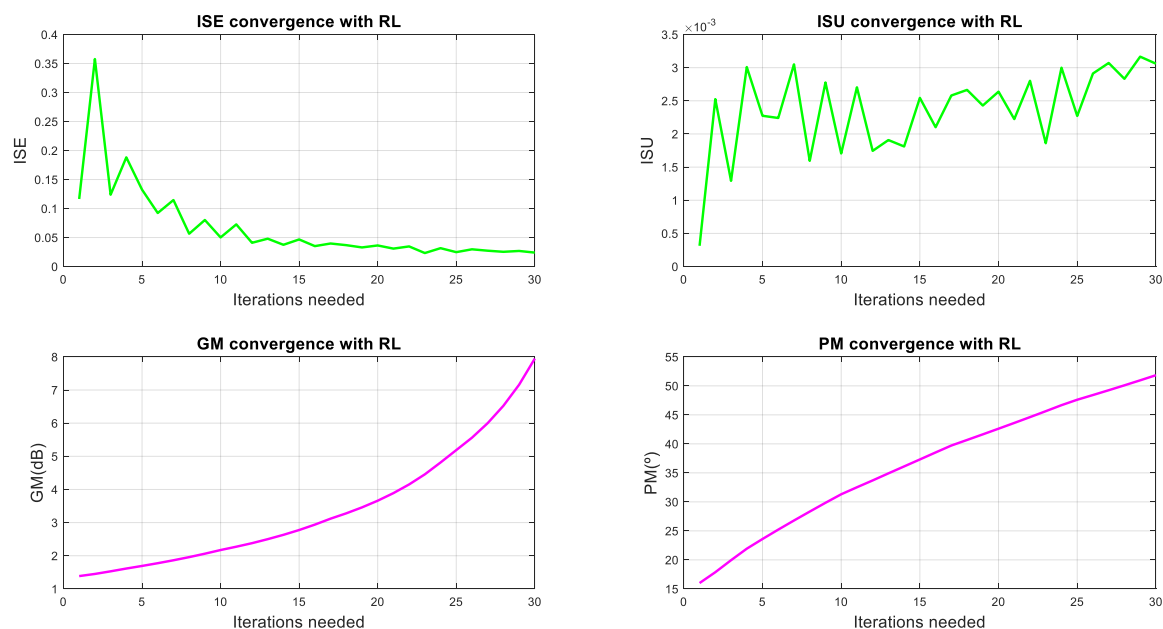 ISE convergence with RL
ISE
0.4
0.35
0.3
0.25
0.2
0.15
0.1
0.05
0
0 5 10 15 20 25 30
Iterations needed
ISU convergence with RL
×10⁻³
ISU
3.5
3
2.5
2
1.5
1
0.5
0
0 5 10 15 20 25 30
Iterations needed
GM convergence with RL
GM(dB)
8
7
6
5
4
3
2
1
0 5 10 15 20 25 30
Iterations needed
PM convergence with RL
PM(º)
55
50
45
40
35
30
25
20
15
0 5 10 15 20 25 30
Iterations needed